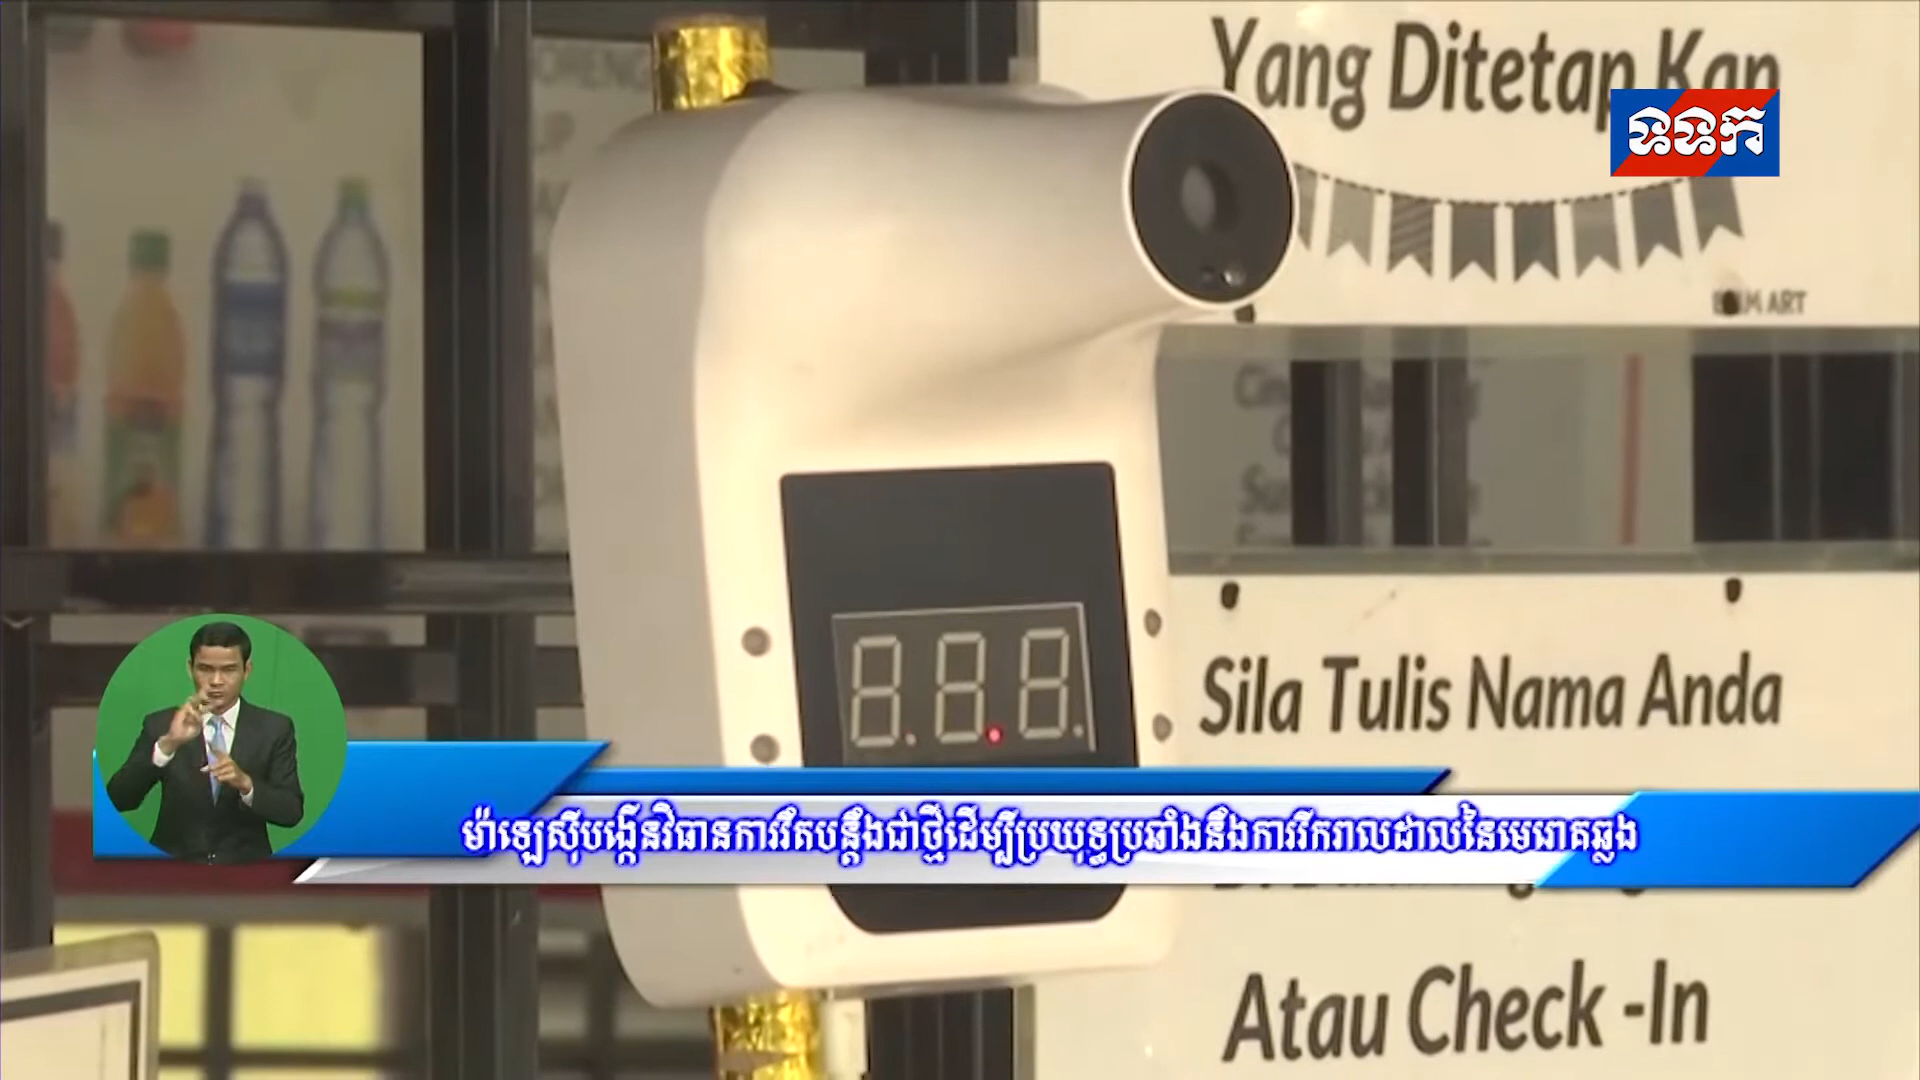 Yang Ditetap Kan
ទទក
ART
Sila Tulis Nama Anda
ម៉ាឡេស៊ីបង្កើនវិធានការរឹតបន្តឹងជាថ្មីដើម្បីប្រយុទ្ធប្រឆាំងនឹងការរីករាលដាលនៃមេរោគឆ្លង
Atau Check -In